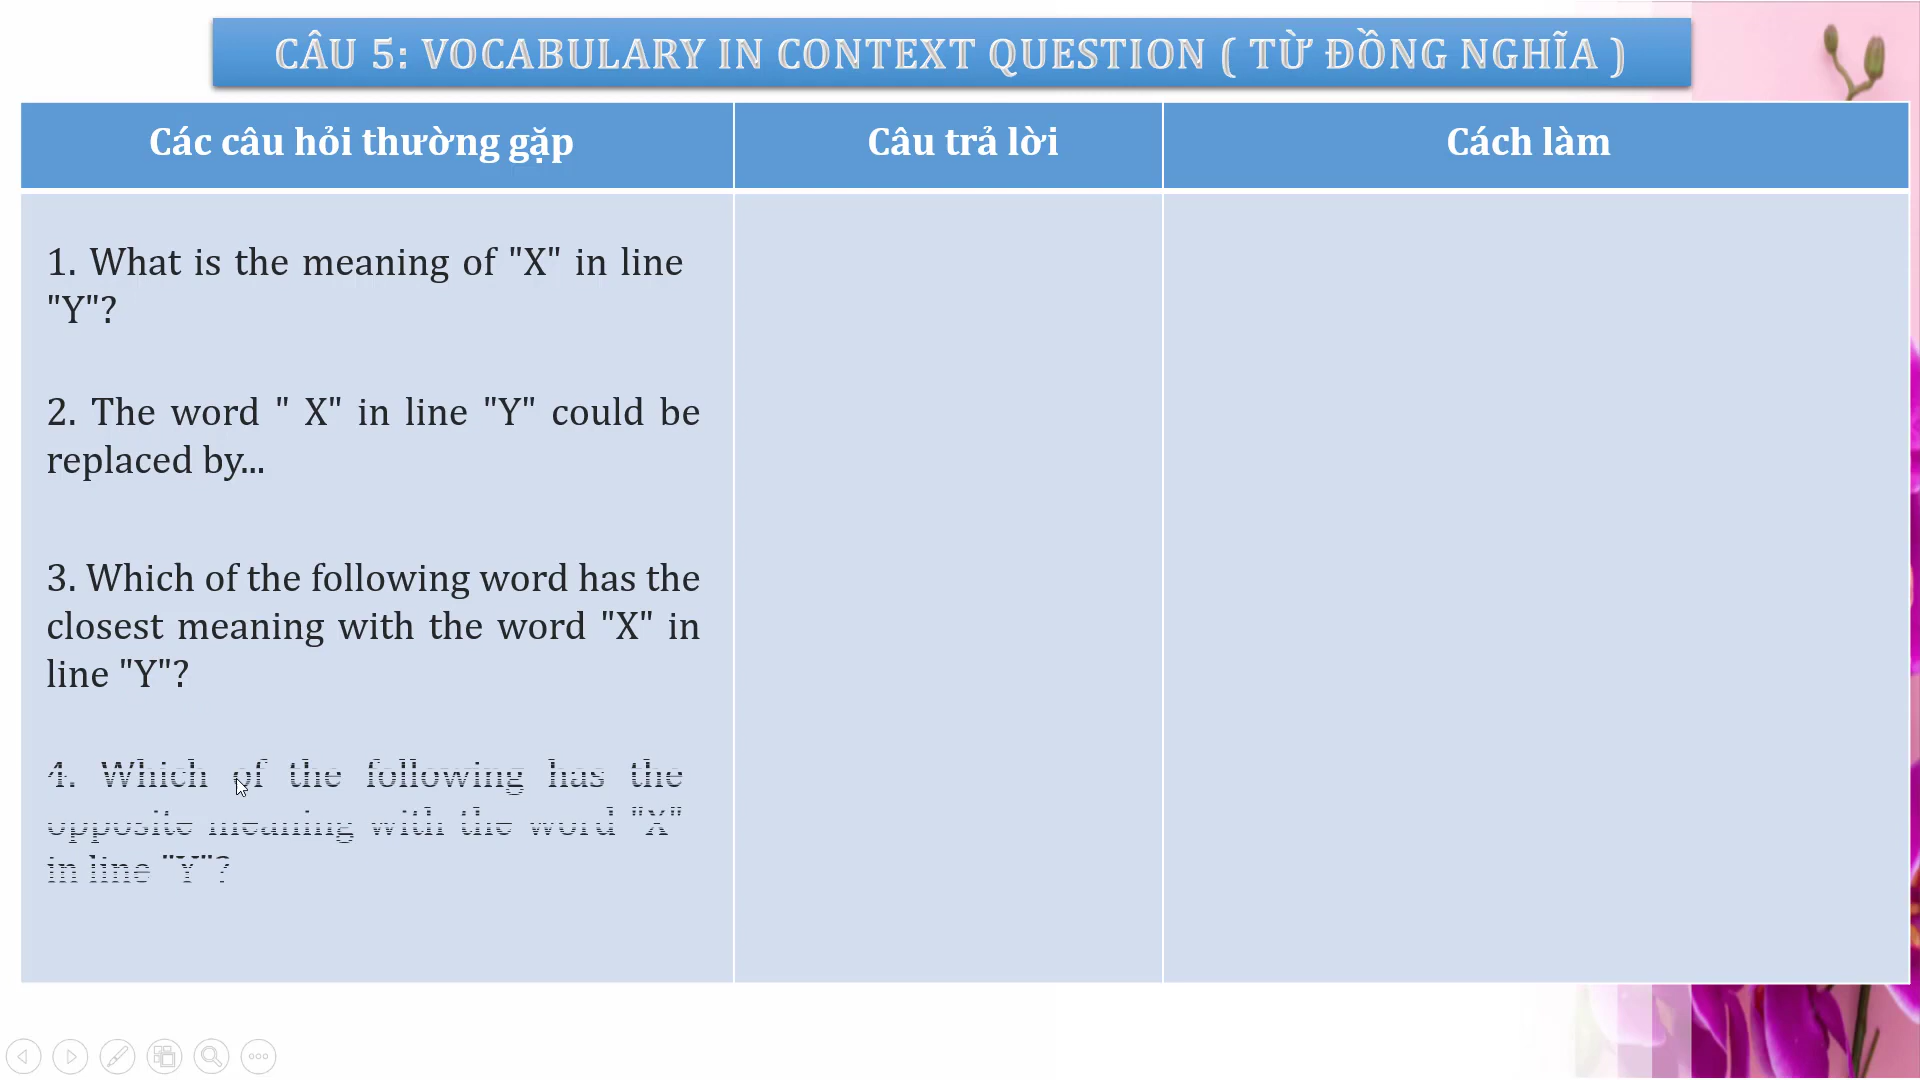 CÂU 5: VOCABULARY IN CONTEXT QUESTION ( TỪ ĐỒNG NGHĨA )
Các câu hỏi thường gặp
Câu trả lời
Cách làm
1. What is the meaning of "X" in line
"Y"?
2. The word " X" in line "Y" could be
replaced by...
3. Which of the following word has the
closest meaning with the word "X" in
line "Y"?
4. Which of the following has the
opposite meaning with the word "X"
in line "Y"?